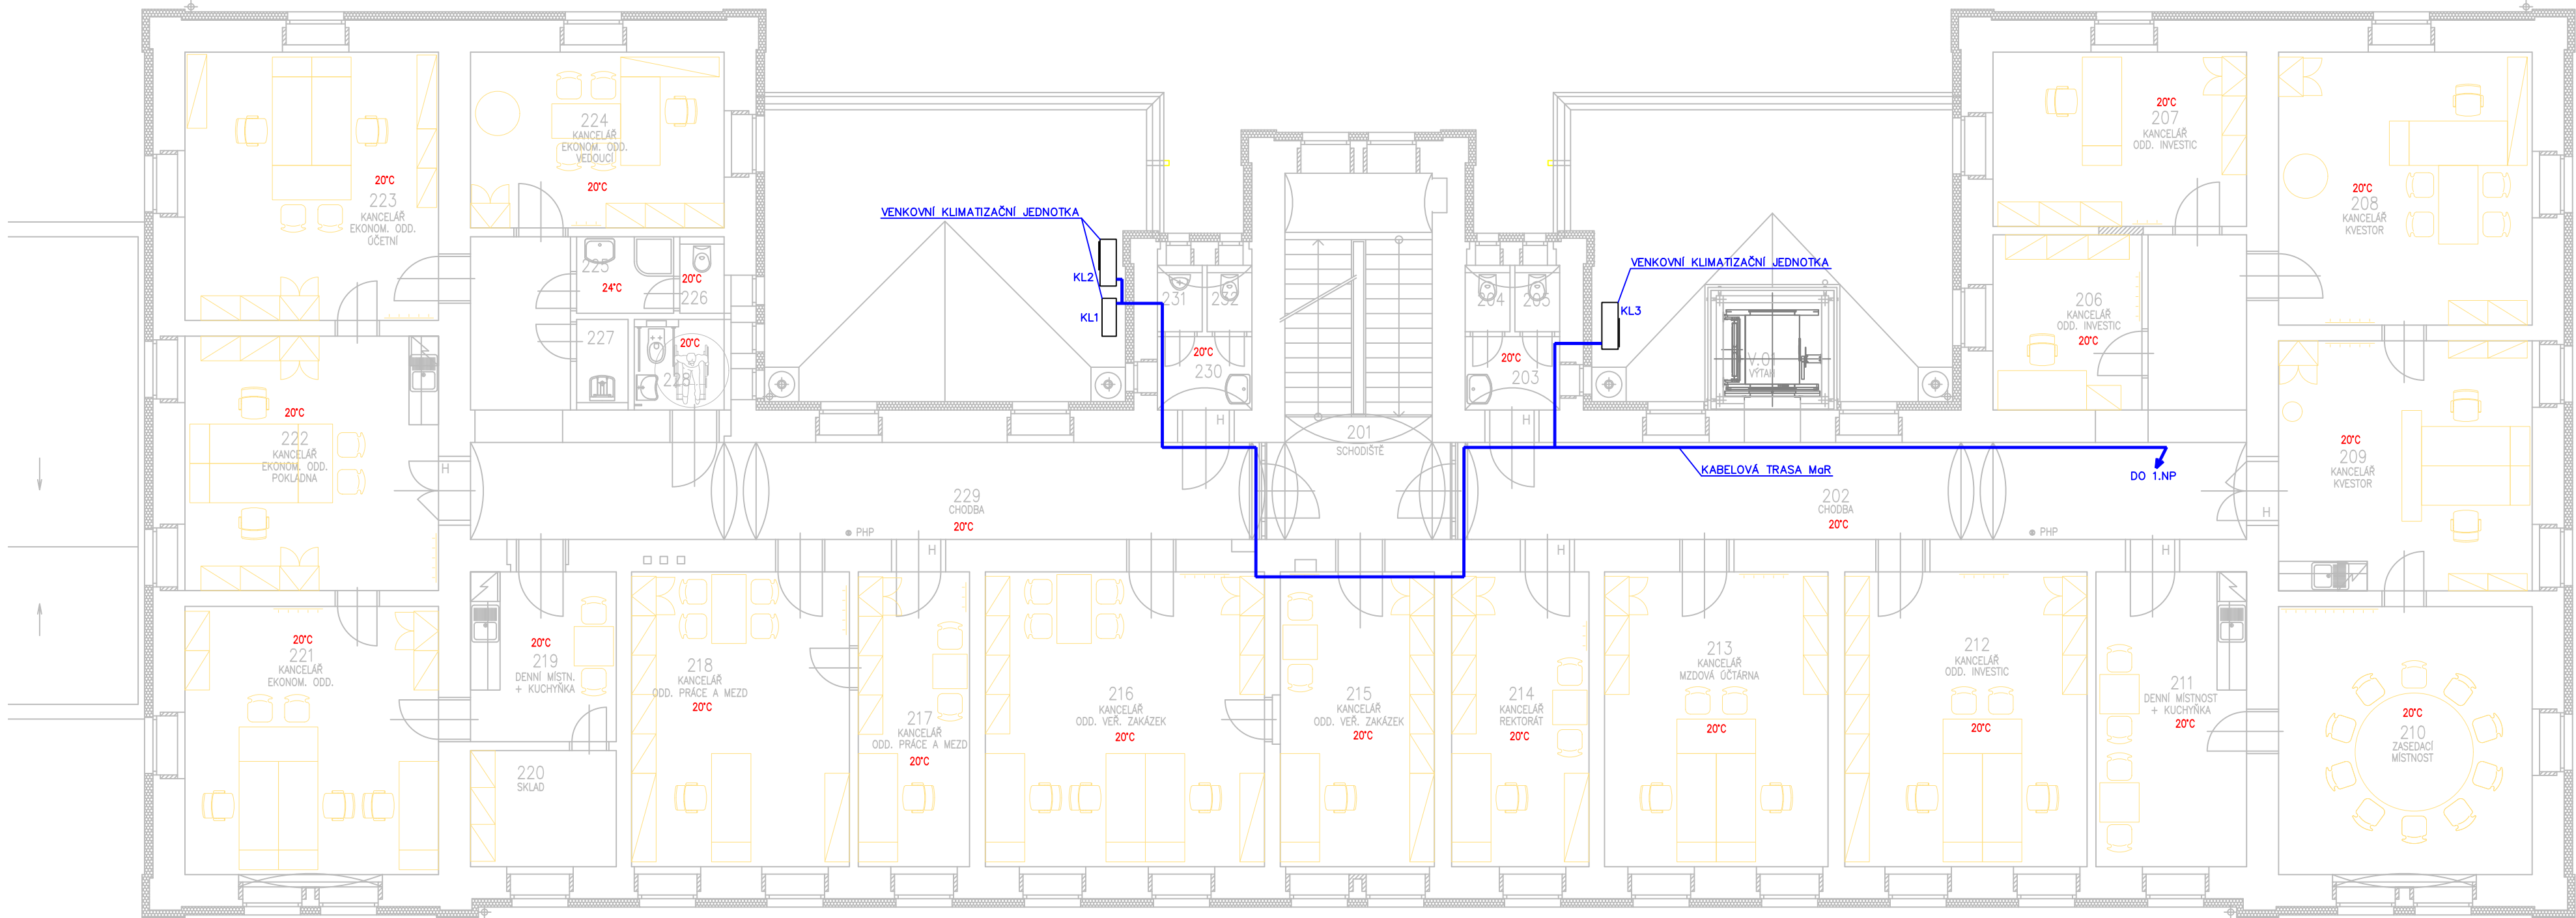 20°C
223
KANCELÁŘ
EKONOM. ODD.
ÚČETNÍ
224
KANCELÁŘ
EKONOM. ODD.
VEDOUCÍ
20°C
VENKOVNÍ KLIMATIZAČNÍ JEDNOTKA
KL2
KL1
225
24°C
20°C
226
227
20°C
228
231
232
20°C
230
H
204
205
20°C
203
H
VENKOVNÍ KLIMATIZAČNÍ JEDNOTKA
KL3
V.01
VÝTAH
20°C
207
KANCELÁŘ
ODD. INVESTIC
20°C
208
KANCELÁŘ
KVESTOR
206
KANCELÁŘ
ODD. INVESTIC
20°C
20°C
222
KANCELÁŘ
EKONOM. ODD.
POKLADNA
H
201
SCHODIŠTĚ
KABELOVÁ TRASA MaR
DO 1.NP
20°C
209
KANCELÁŘ
KVESTOR
H
229
CHODBA
20°C
PHP
202
CHODBA
20°C
PHP
H
H
H
20°C
221
KANCELÁŘ
EKONOM. ODD.
20°C
219
DENNÍ MÍSTN.
+ KUCHYŇKA
220
SKLAD
218
KANCELÁŘ
ODD. PRÁCE A MEZD
20°C
217
KANCELÁŘ
ODD. PRÁCE A MEZD
20°C
216
KANCELÁŘ
ODD. VEŘ. ZAKÁZEK
20°C
215
KANCELÁŘ
ODD. VEŘ. ZAKÁZEK
20°C
214
KANCELÁŘ
REKTORÁT
20°C
213
KANCELÁŘ
MZDOVÁ ÚČTÁRNA
20°C
212
KANCELÁŘ
ODD. INVESTIC
20°C
211
DENNÍ MÍSTNOST
+ KUCHYŇKA
20°C
20°C
210
ZASEDACÍ
MÍSTNOST